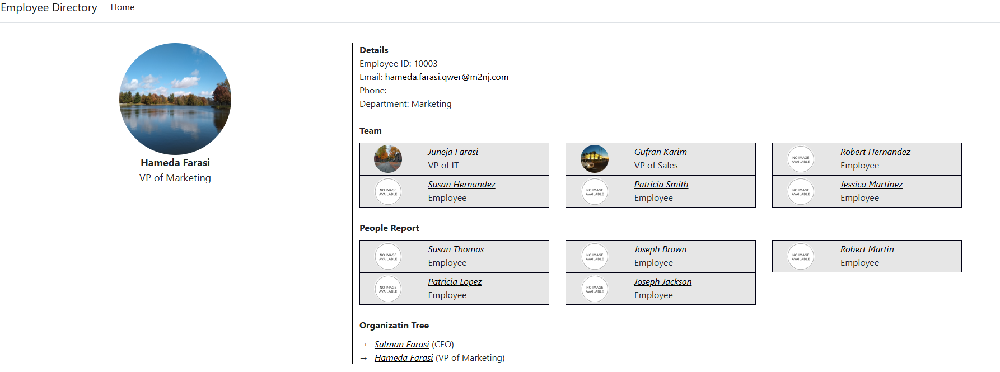 Employee Directory Home
Hameda Farasi
VP of Marketing
Details
Employee ID: 10003
Email: hameda.farasi.qwer@m2nj.com
Phone:
Department: Marketing
Team
Juneja Farasi
VP of IT
Gufran Karim
VP of Sales
NO IMAGE
AVAILABLE
Robert Hernandez
Employee
NO IMAGE
AVAILABLE
Susan Hernandez
Employee
NO IMAGE
AVAILABLE
Patricia Smith
Employee
NO IMAGE
AVAILABLE
Jessica Martinez
Employee
People Report
NO IMAGE
AVAILABLE
Susan Thomas
Employee
NO IMAGE
AVAILABLE
Joseph Brown
Employee
NO IMAGE
AVAILABLE
Robert Martin
Employee
NO IMAGE
AVAILABLE
Patricia Lopez
Employee
NO IMAGE
AVAILABLE
Joseph Jackson
Employee
Organizatin Tree
→ Salman Farasi (CEO)
→ Hameda Farasi (VP of Marketing)